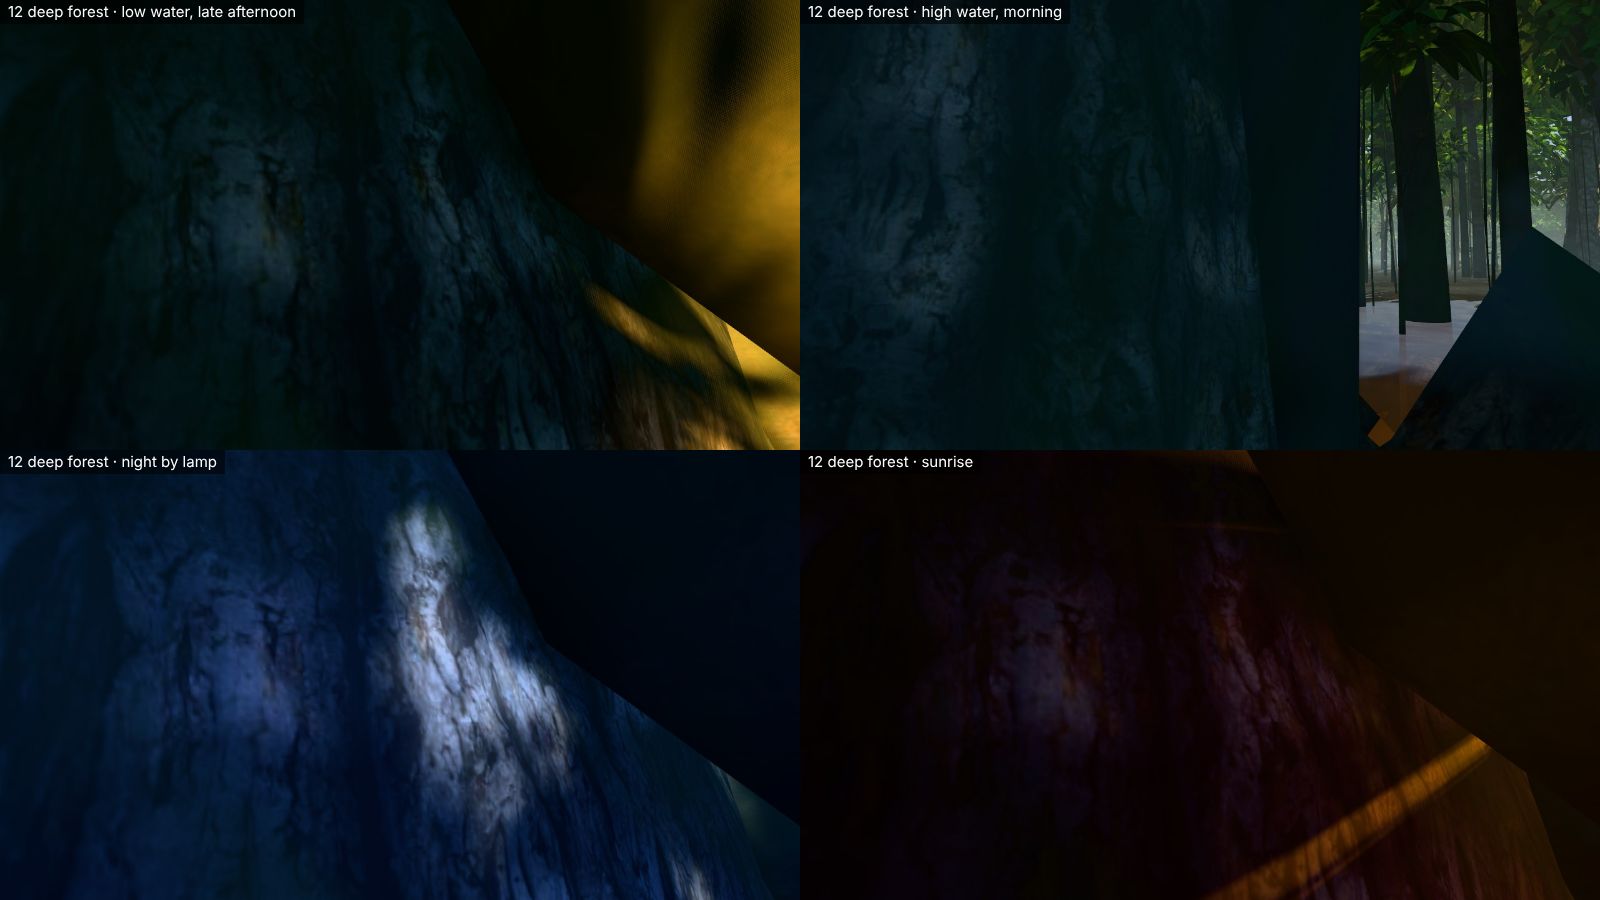 12 deep forest · low water, late afternoon
12 deep forest · high water, morning
12 deep forest · night by lamp
12 deep forest · sunrise